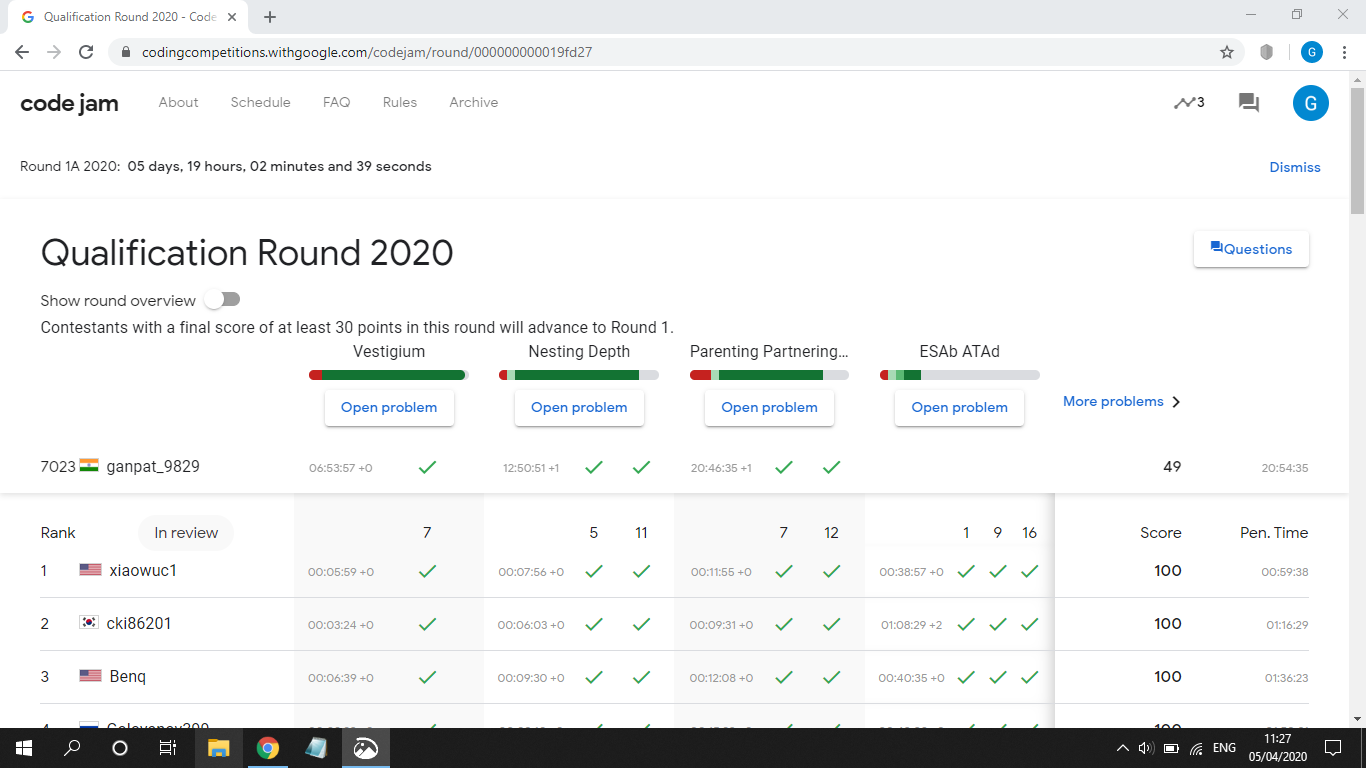 Qualification Round 2020 - Code
codingcompetitions.withgoogle.com/codejam/round/000000000019fd27
G
code jam About Schedule FAQ Rules Archive 3 G
Round 1A 2020: 05 days, 19 hours, 02 minutes and 39 seconds Dismiss
Qualification Round 2020 Questions
Show round overview
Contestants with a final score of at least 30 points in this round will advance to Round 1.
Vestigium Nesting Depth Parenting Partnering... ESAb ATAd
Open problem Open problem Open problem Open problem More problems
7023 ganpat_9829 06:53:57 +0 12:50:51 +1 20:46:35 +1 49 20:54:35
Rank In review 7 5 11 7 12 1 9 16 Score Pen. Time
1 xiaowuc1 00:05:59 +0 00:07:56 +0 00:11:55 +0 00:38:57 +0 100 00:59:38
2 cki86201 00:03:24 +0 00:06:03 +0 00:09:31 +0 01:08:29 +2 100 01:16:29
3 Benq 00:06:39 +0 00:09:30 +0 00:12:08 +0 00:40:35 +0 100 01:36:23
4 100
ENG 11:27
05/04/2020